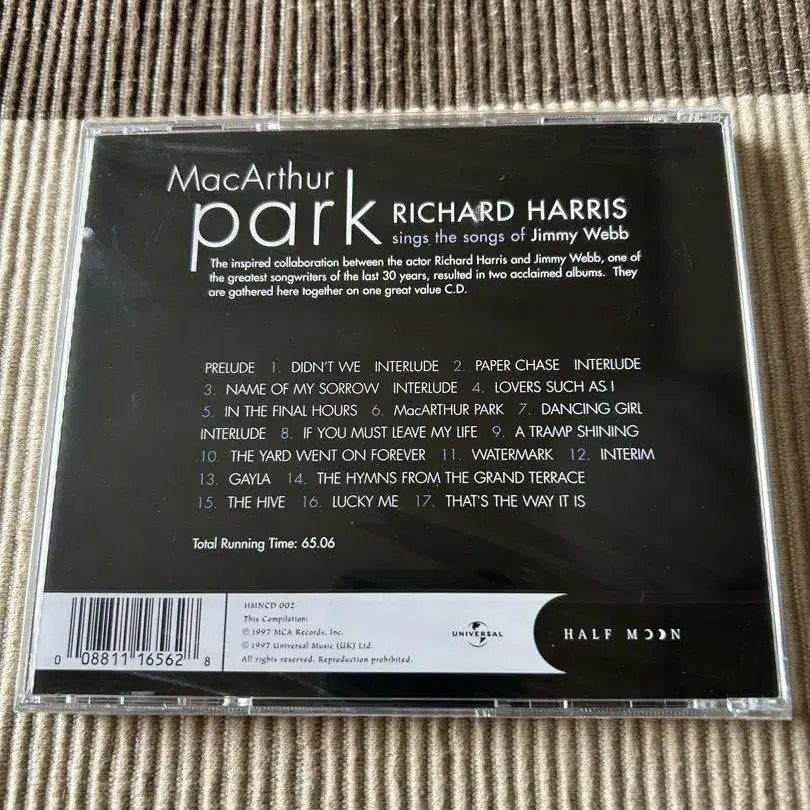 MacArthur
park RICHARD HARRIS
sings the songs of Jimmy Webb
The inspired collaboration between the actor Richard Harris and Jimmy Webb, one of
the greatest songwriters of the last 30 years, resulted in two acclaimed albums. They
are gathered here together on one great value C.D.
PRELUDE 1. DIDN'T WE INTERLUDE 2. PAPER CHASE INTERLUDE
3. NAME OF MY SORROW INTERLUDE 4. LOVERS SUCH AS I
5. IN THE FINAL HOURS 6. MacARTHUR PARK 7. DANCING GIRL
INTERLUDE 8. IF YOU MUST LEAVE MY LIFE 9. A TRAMP SHINING
10. THE YARD WENT ON FOREVER 11. WATERMARK 12. INTERIM
13. GAYLA 14. THE HYMNS FROM THE GRAND TERRACE
15. THE HIVE 16. LUCKY ME 17. THAT'S THE WAY IT IS
Total Running Time: 65.06
HMNCD 002
This Compilation:
℗ 1997 MCA Records, Inc.
© 1997 Universal Music (UK) Ltd.
All rights reserved. Reproduction prohibited.
0 08811 16562 8
UNIVERSAL
HALF MOON